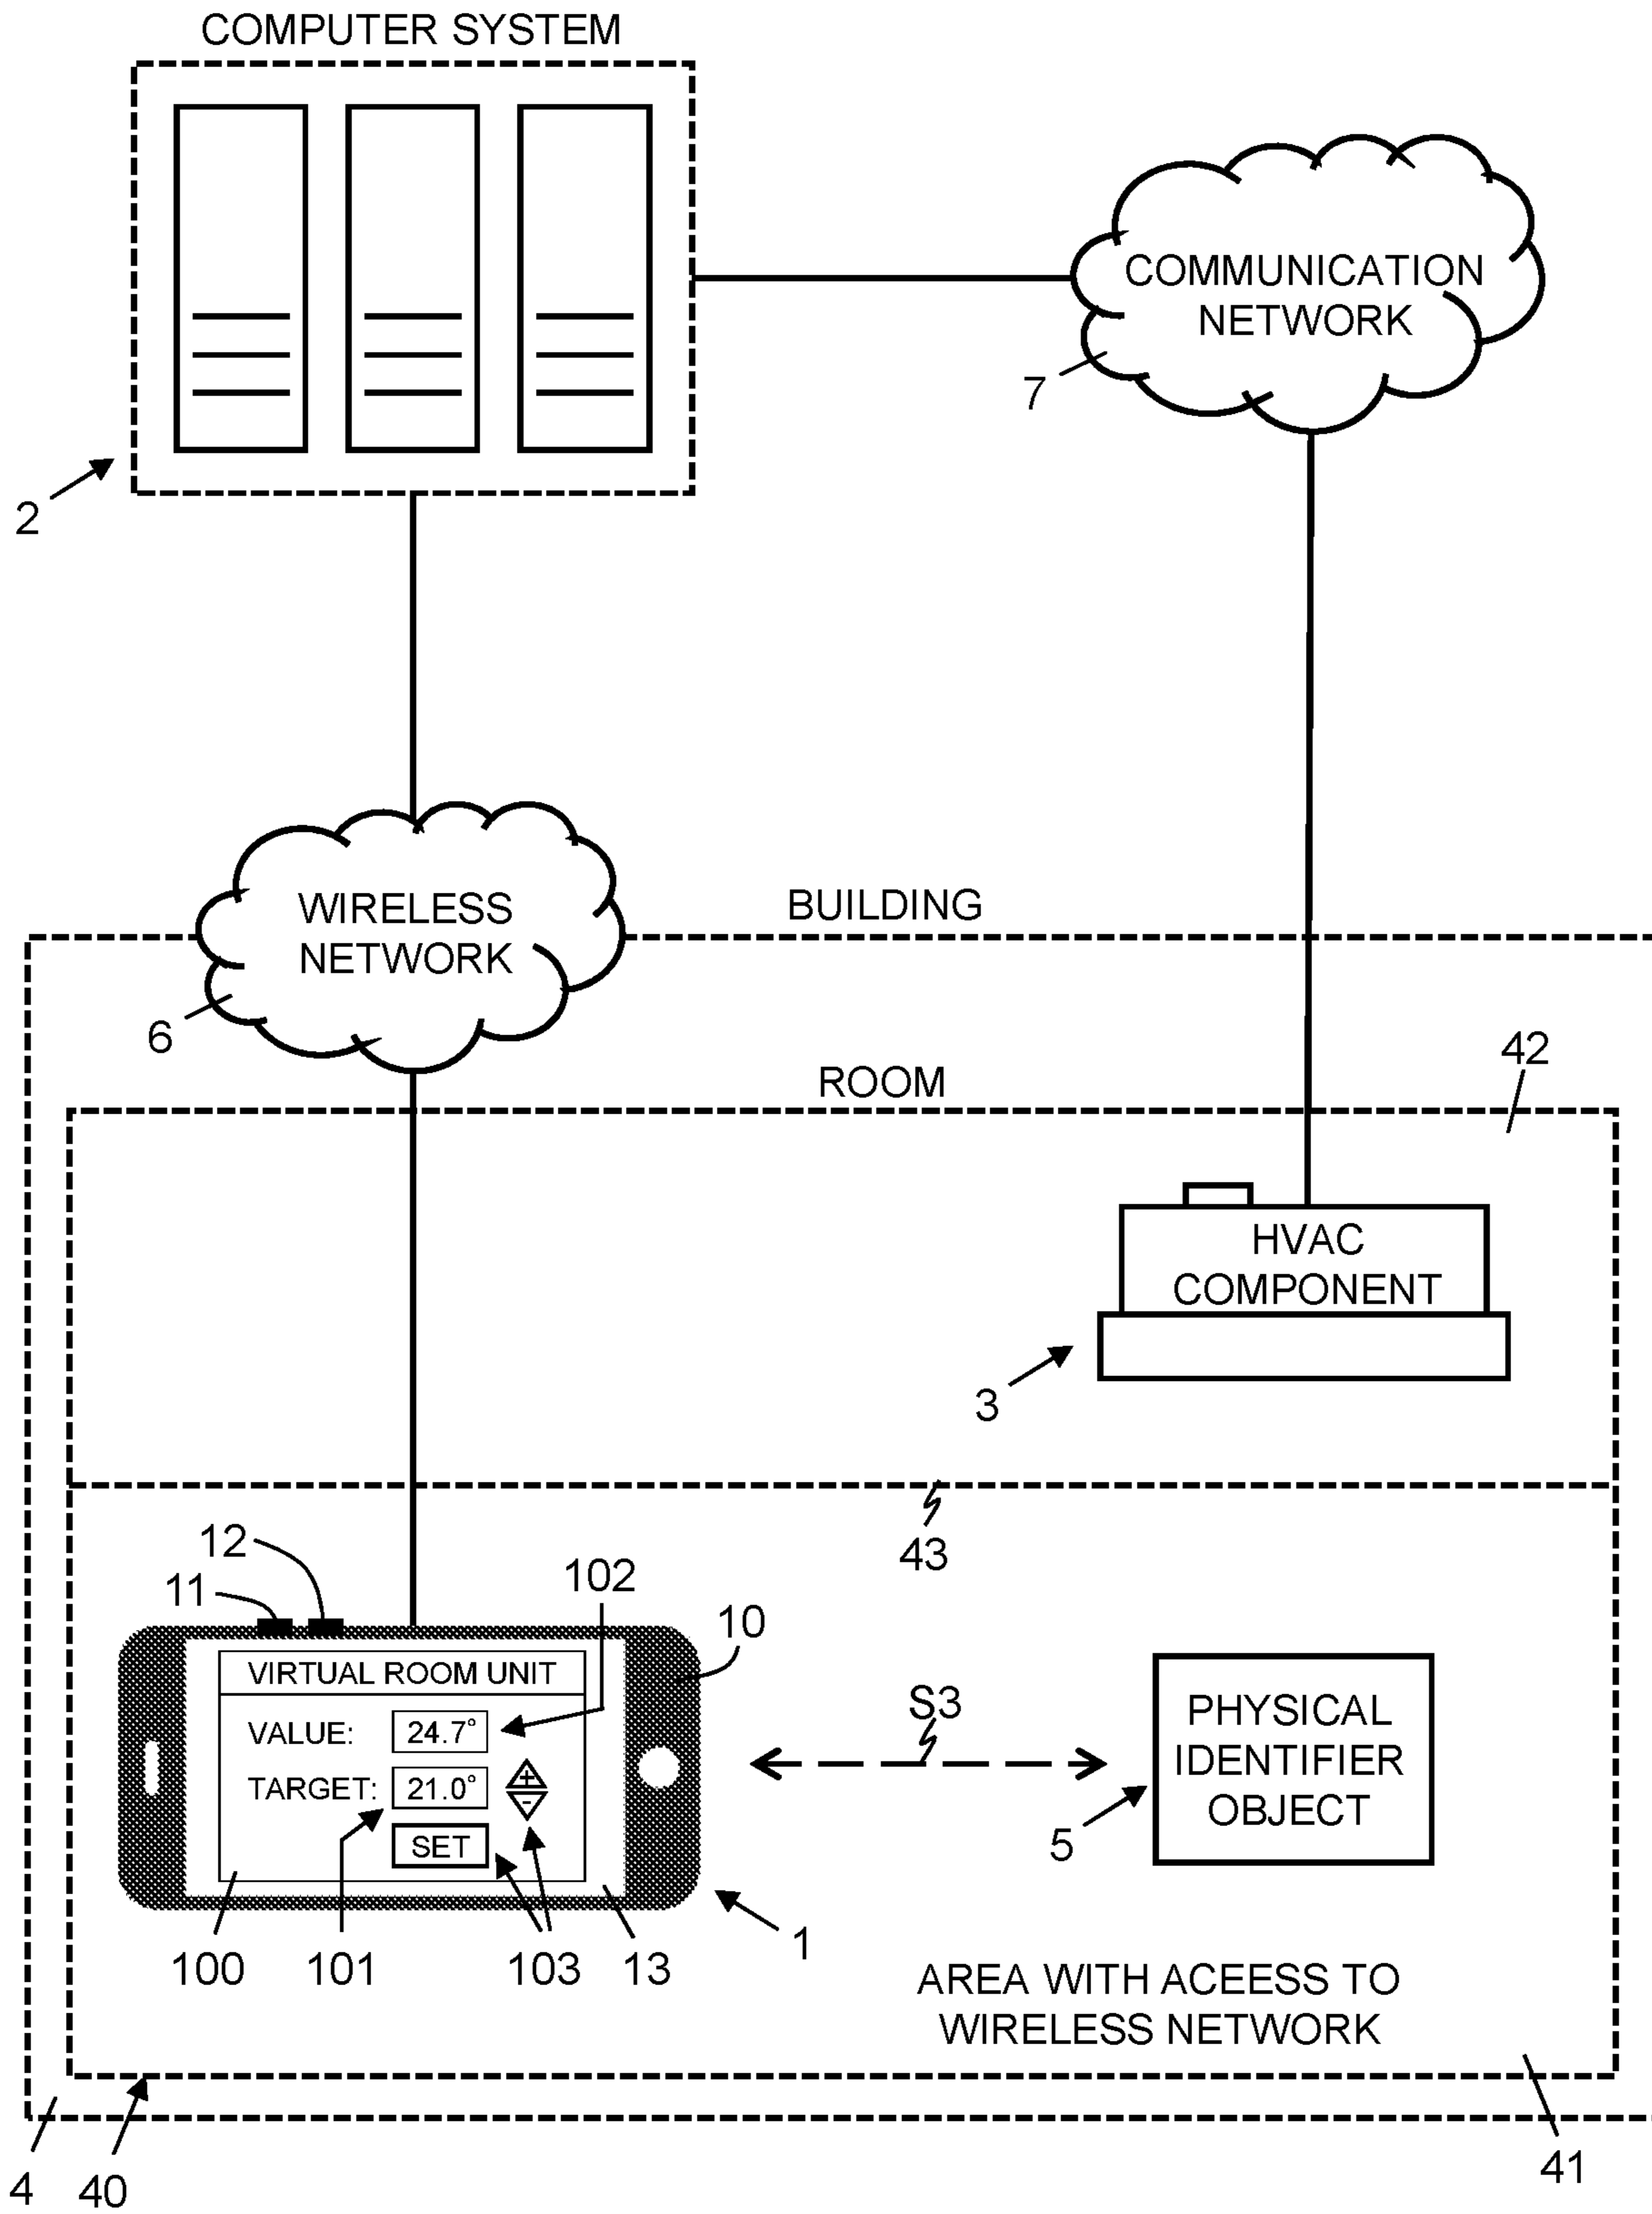 COMPUTER SYSTEM
COMMUNICATION
NETWORK
7
2
WIRELESS
NETWORK
BUILDING
6
42
ROOM
HVAC
COMPONENT
3
43
12
11
102
10
VIRTUAL ROOM UNIT
VALUE: 24.7°
TARGET: 21.0°
+
-
SET
S3
PHYSICAL
IDENTIFIER
OBJECT
5
1
100
101
103
13
AREA WITH ACEESS TO
WIRELESS NETWORK
41
4
40